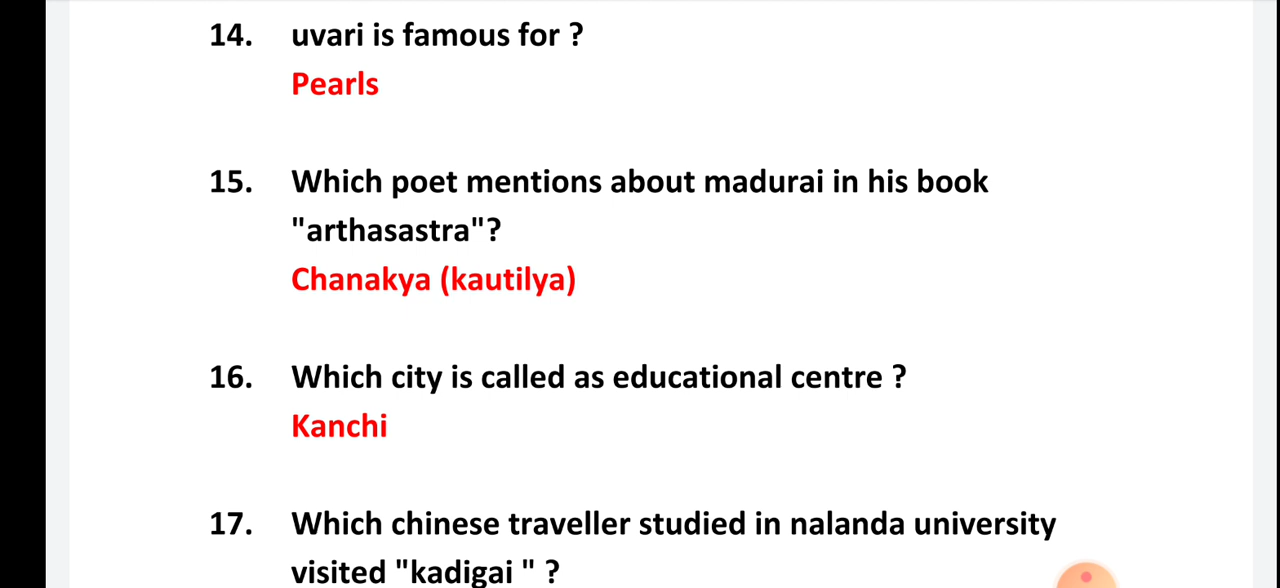 14. uvari is famous for ?
Pearls
15. Which poet mentions about madurai in his book
"arthasastra"?
Chanakya (kautilya)
16. Which city is called as educational centre ?
Kanchi
17. Which chinese traveller studied in nalanda university
visited "kadigai " ?